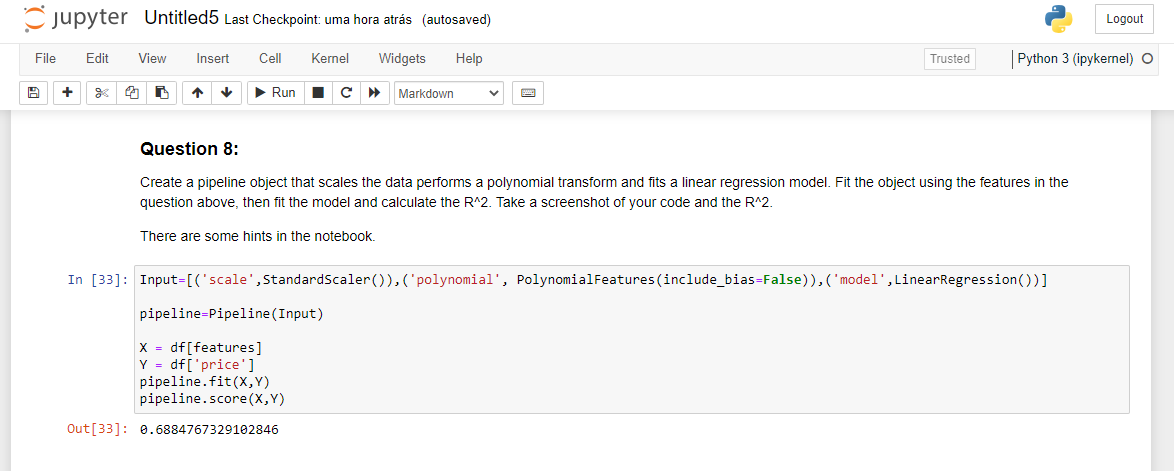 jupyter Untitled5 Last Checkpoint: uma hora atrás (autosaved)
Logout
File Edit View Insert Cell Kernel Widgets Help
Trusted
Python 3 (ipykernel)
Run
Markdown
Question 8:
Create a pipeline object that scales the data performs a polynomial transform and fits a linear regression model. Fit the object using the features in the
question above, then fit the model and calculate the R^2. Take a screenshot of your code and the R^2.
There are some hints in the notebook.
In [33]: Input=[('scale',StandardScaler()),('polynomial', PolynomialFeatures(include_bias=False)),('model',LinearRegression())]
pipeline=Pipeline(Input)
X = df[features]
Y = df['price']
pipeline.fit(X,Y)
pipeline.score(X,Y)
Out[33]: 0.6884767329102846